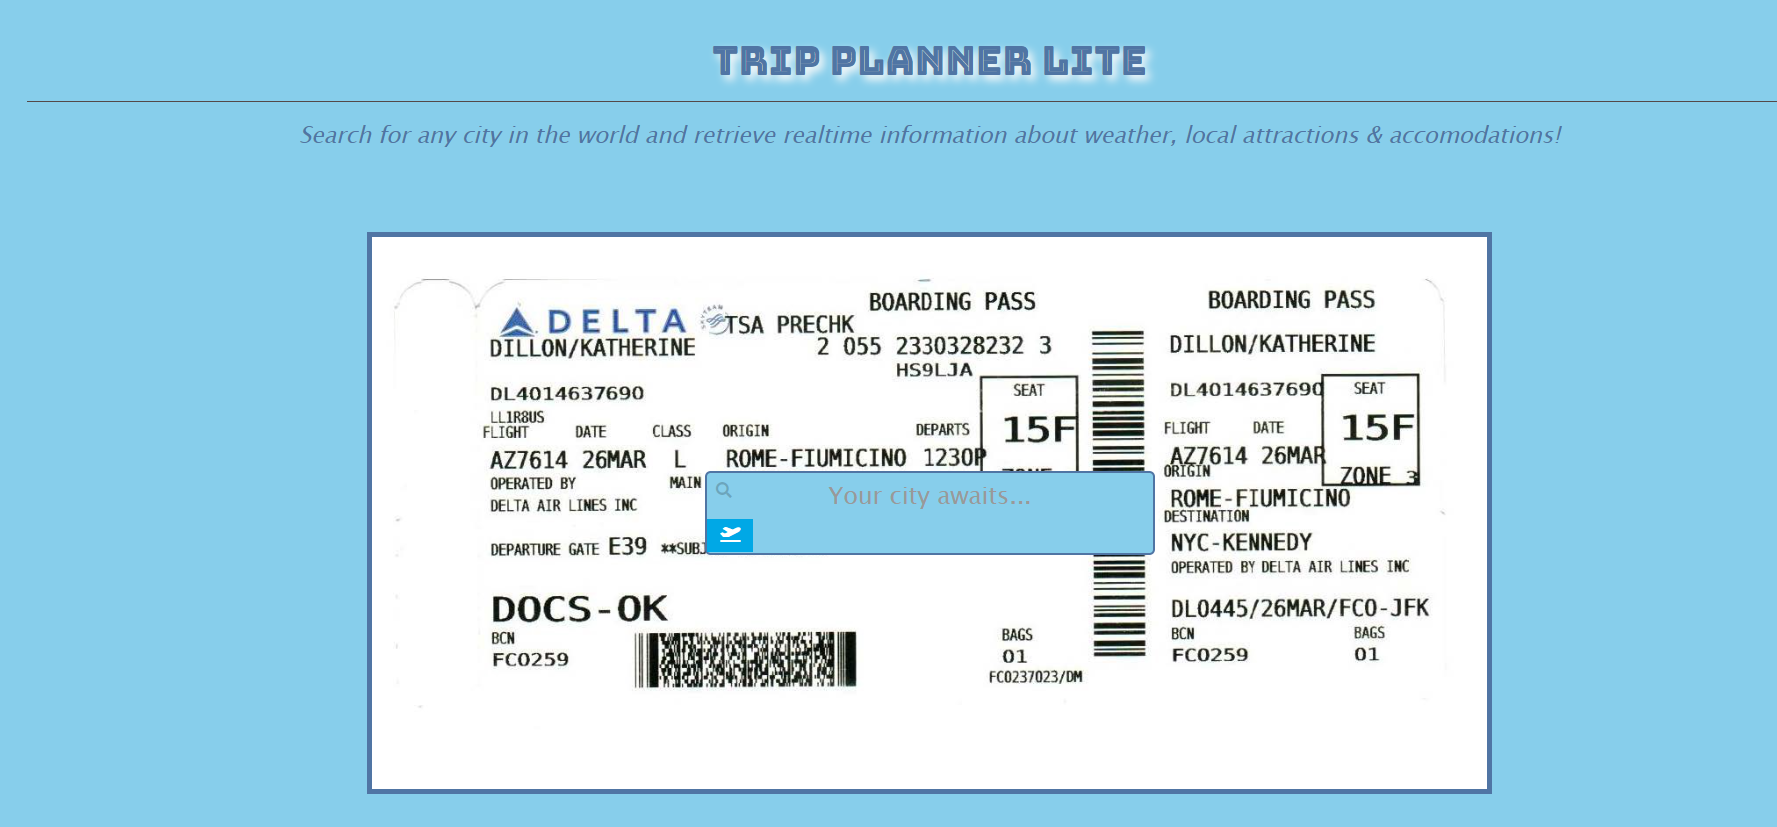 TRIP PLANNER LITE
Search for any city in the world and retrieve realtime information about weather, local attractions & accomodations!
BOARDING PASS
DELTA
TSA PRECHK
DILLON/KATHERINE
2 055 2330328232 3
HS9LJA
DL4014637690
SEAT
LL1R8US
15F
FLIGHT DATE CLASS ORIGIN DEPARTS
AZ7614 26MAR L ROME-FIUMICINO 1230P
OPERATED BY MAIN
DELTA AIR LINES INC
Your city awaits...
DEPARTURE GATE E39 **SUBJ
DOCS-OK
BCN
FC0259
BAGS
01
FC0237023/DM
BOARDING PASS
DILLON/KATHERINE
DL4014637690
SEAT
15F
FLIGHT DATE
AZ7614 26MAR
ZONE 3
ORIGIN
ROME-FIUMICINO
DESTINATION
NYC-KENNEDY
OPERATED BY DELTA AIR LINES INC
DL0445/26MAR/FCO-JFK
BCN BAGS
FC0259 01